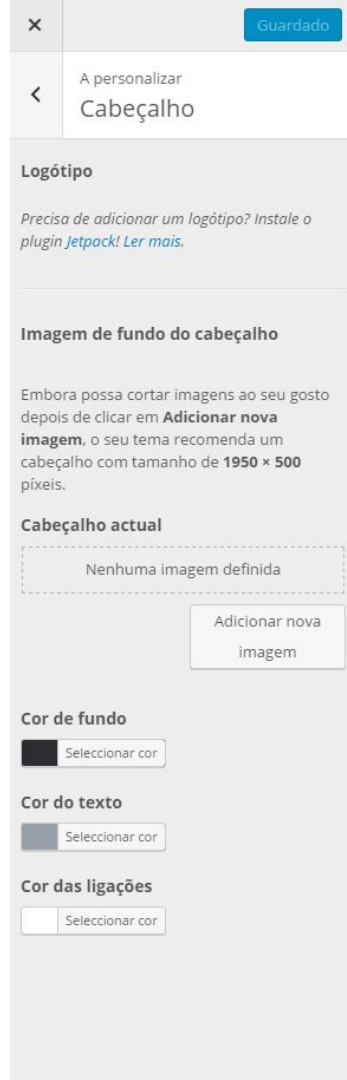 Guardado
A personalizar
Cabeçalho
Logótipo
Precisa de adicionar um logótipo? Instale o
plugin Jetpack! Ler mais.
Imagem de fundo do cabeçalho
Embora possa cortar imagens ao seu gosto
depois de clicar em Adicionar nova
imagem, o seu tema recomenda um
cabeçalho com tamanho de 1950 × 500
píxeis.
Cabeçalho actual
Nenhuma imagem definida
Adicionar nova
imagem
Cor de fundo
Seleccionar cor
Cor do texto
Seleccionar cor
Cor das ligações
Seleccionar cor